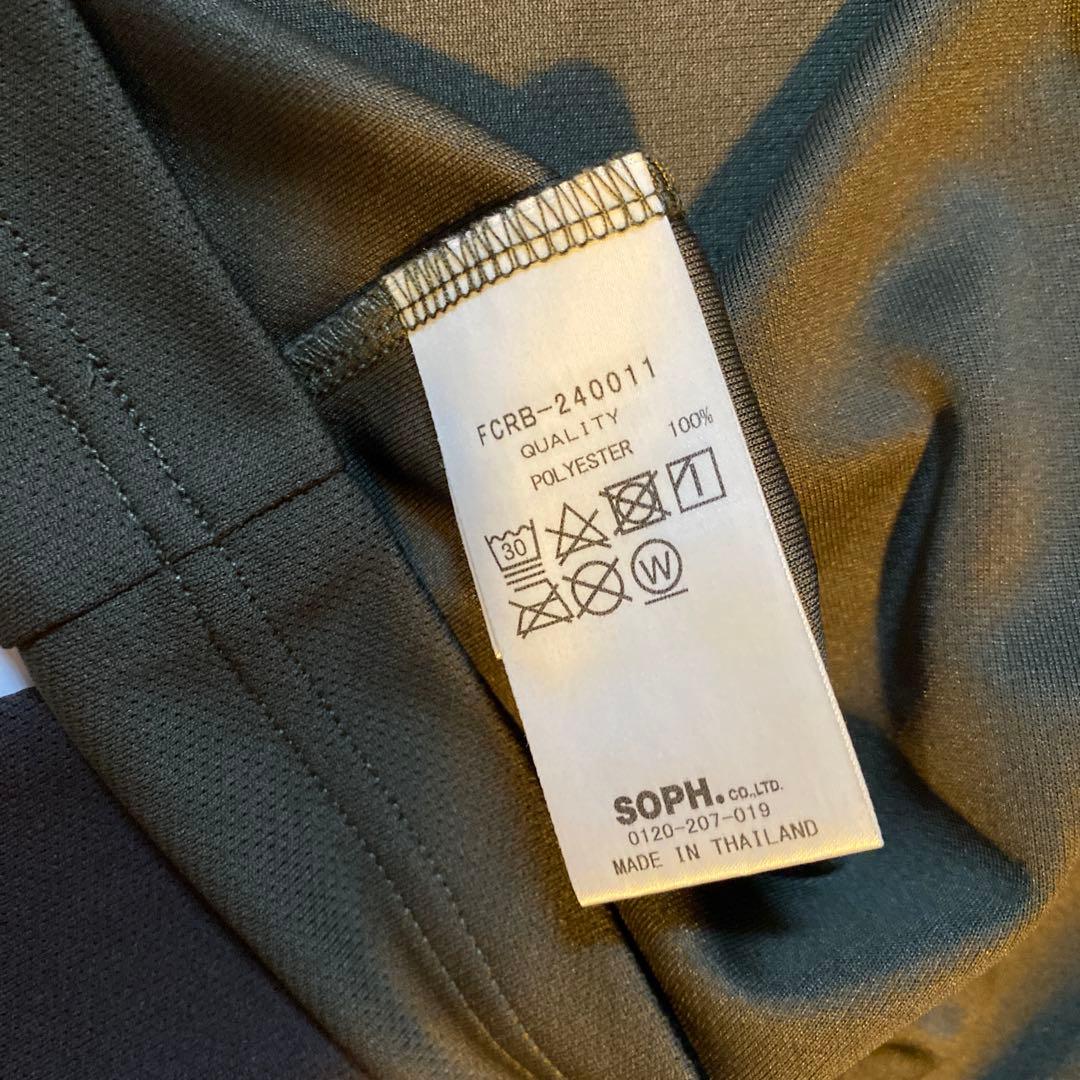 FCRB-240011
QUALITY
POLYESTER 100%
30
W
SOPH. CO.,LTD.
0120-207-019
MADE IN THAILAND